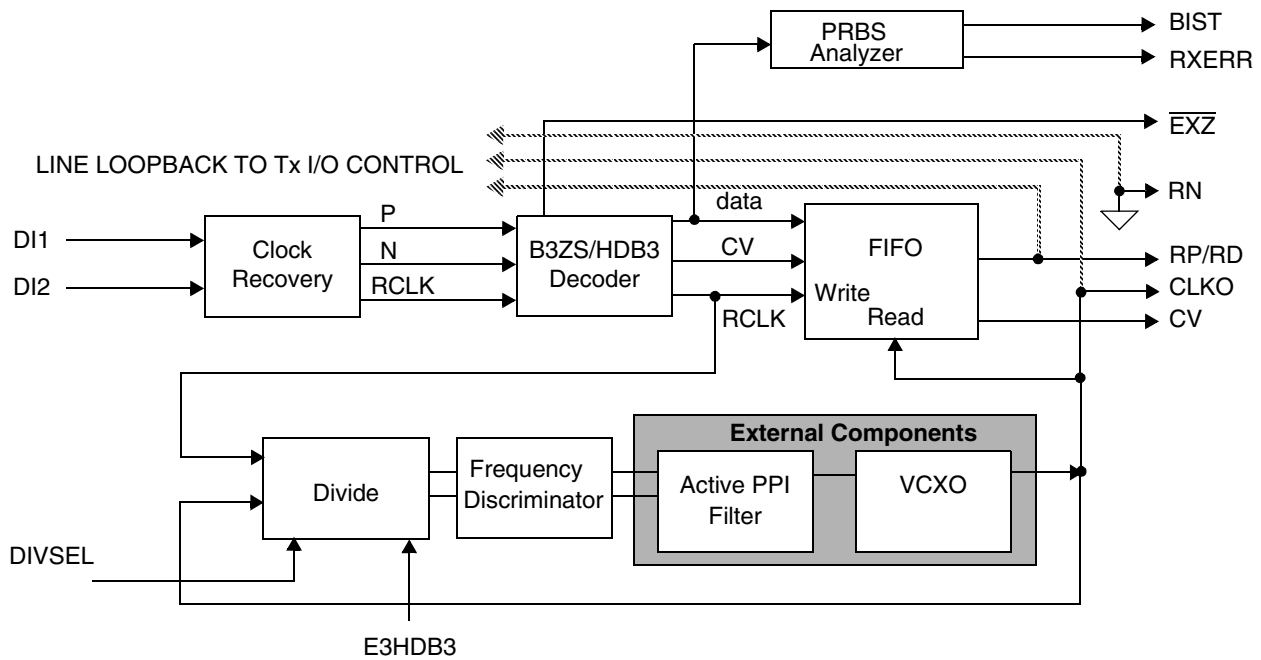 PRBS
Analyzer
BIST
RXERR
EXZ
LINE LOOPBACK TO Tx I/O CONTROL
RN
DI1
DI2
Clock
Recovery
P
N
RCLK
B3ZS/HDB3
Decoder
data
CV
RCLK
FIFO
Write
Read
RP/RD
CLKO
CV
External Components
Divide
Frequency
Discriminator
Active PPI
Filter
VCXO
DIVSEL
E3HDB3